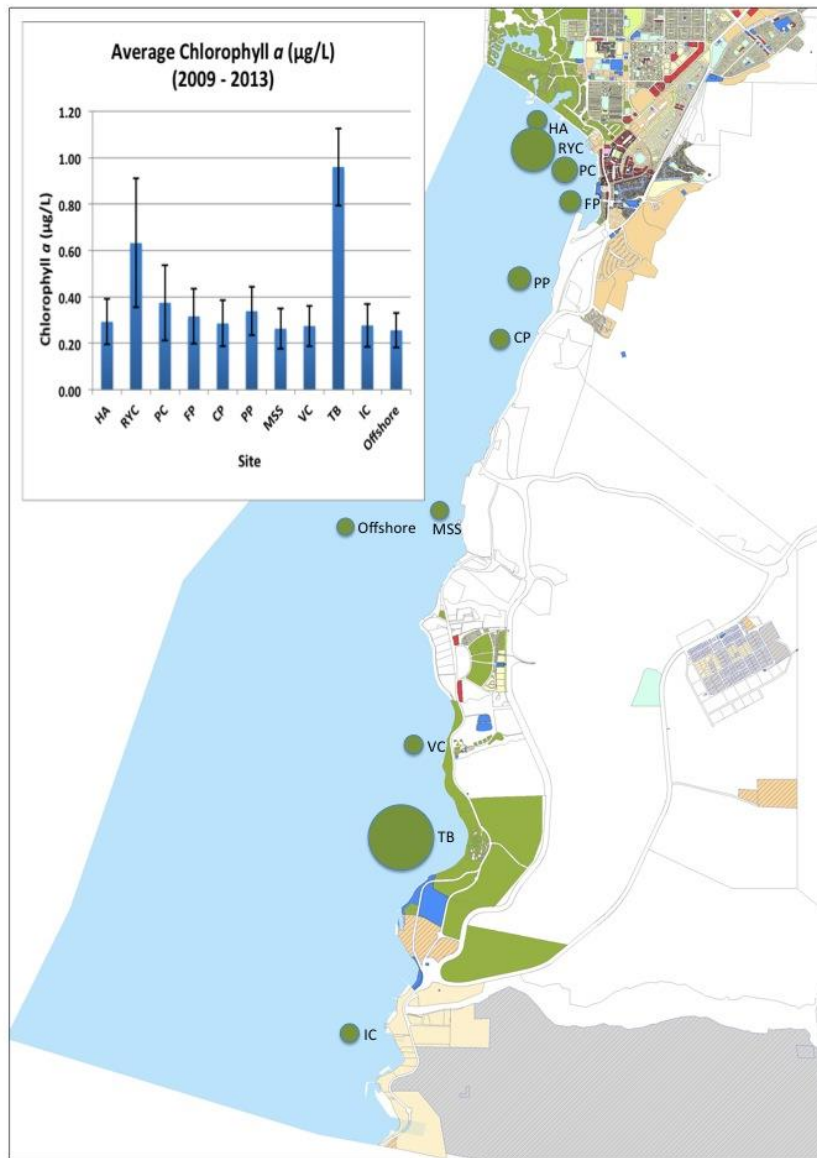 Average Chlorophyll a (µg/L)
(2009 - 2013)
Chlorophyll a (µg/L)
1.20
1.00
0.80
0.60
0.40
0.20
0.00
HA
RYC
PC
FP
CP
PP
MSS
VC
TB
IC
Offshore
Site
HA
RYC
PC
FP
PP
CP
Offshore
MSS
VC
TB
IC